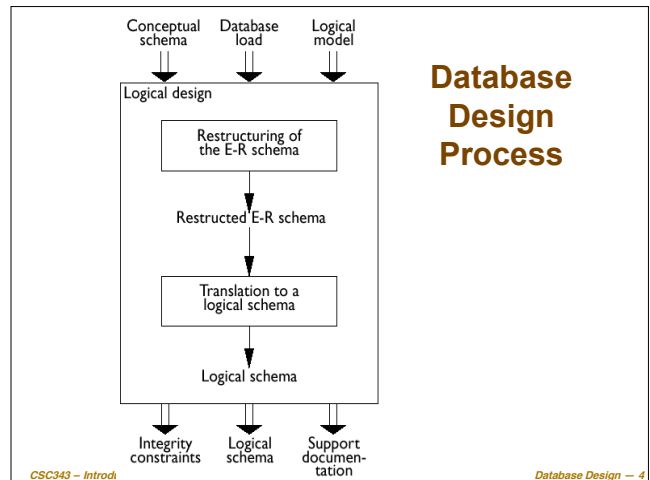 Conceptual schema
Database load
Logical model
Database
Design
Process
Logical design
Restructuring of
the E-R schema
Restructed E-R schema
Translation to a
logical schema
Logical schema
Integrity
constraints
Logical
schema
Support
documen-
tation
CSC343 –
Database Design — 4